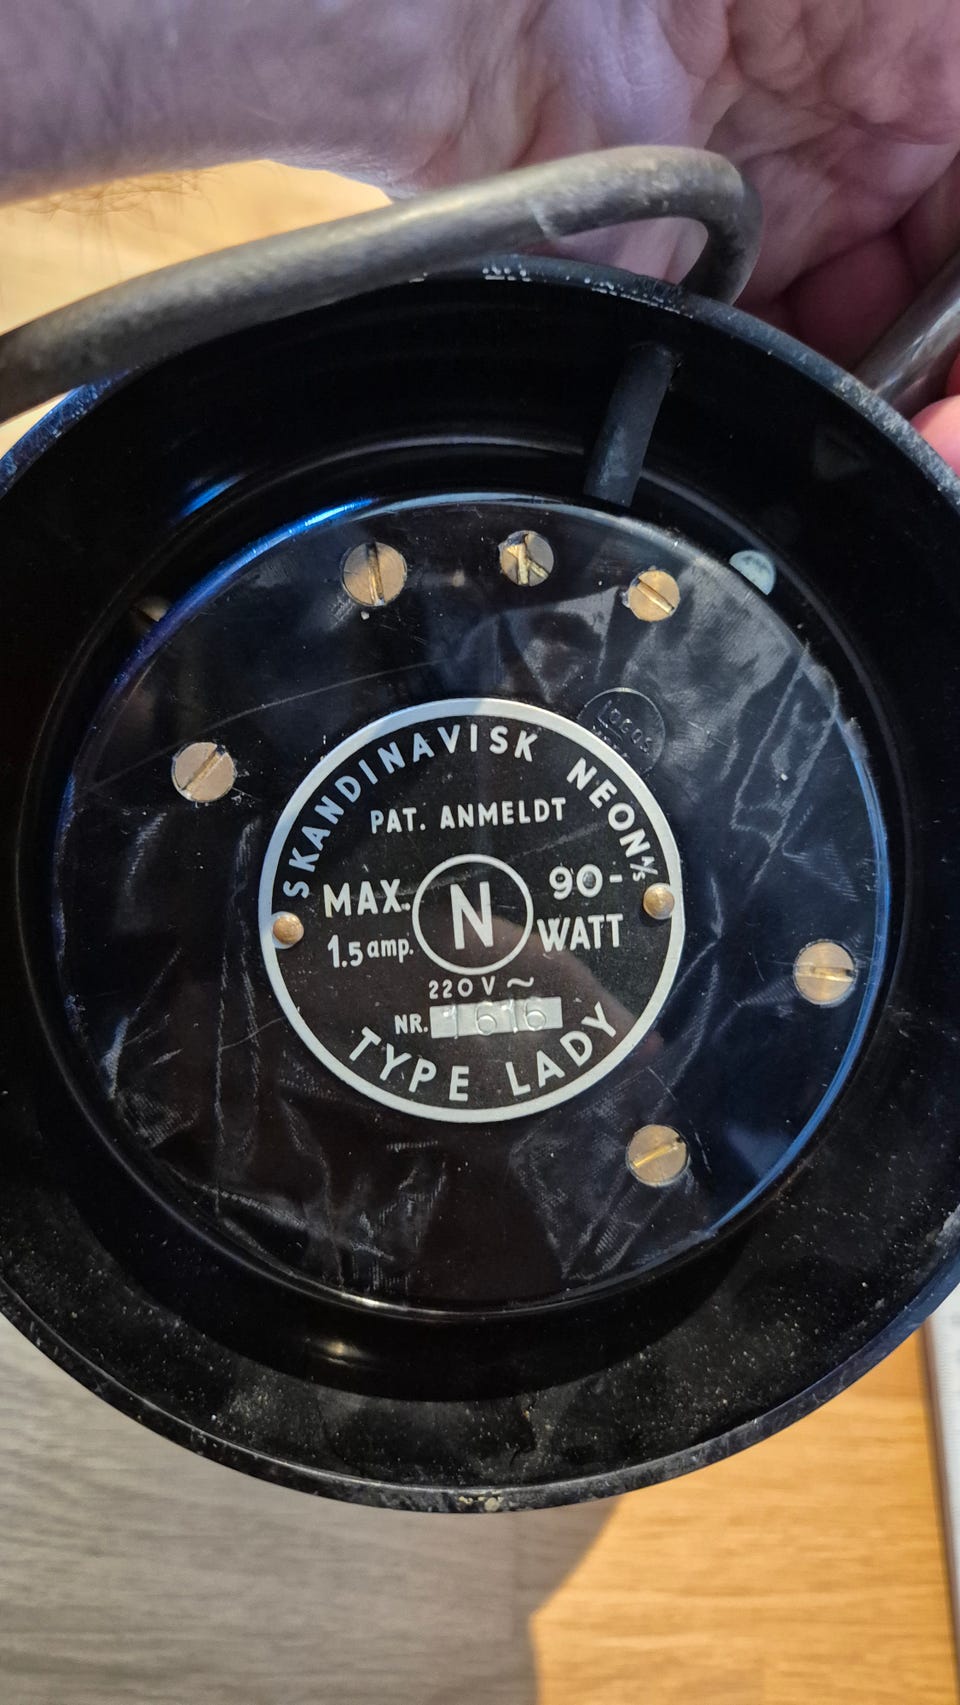 SKANDINAVISK NEON A/S
PAT. ANMELDT
MAX. 90-
1.5 amp. WATT
N
220 V ~
NR. 1616
TYPE LADY